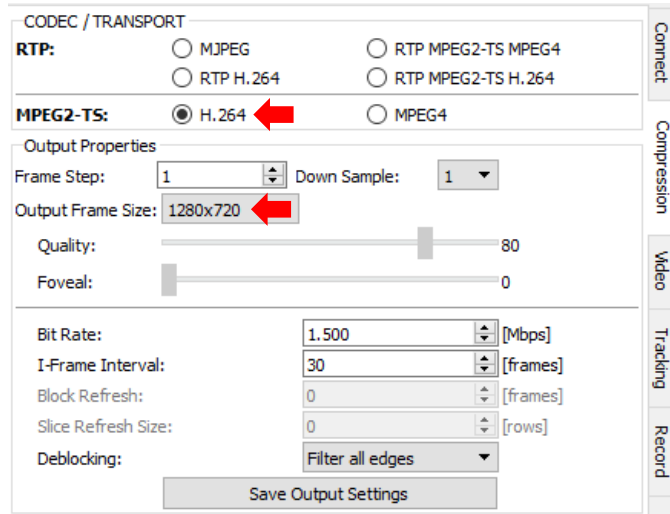 CODEC / TRANSPORT
RTP: MJPEG RTP MPEG2-TS MPEG4
RTP H.264 RTP MPEG2-TS H.264
MPEG2-TS: H.264 MPEG4
Output Properties
Frame Step: 1 Down Sample: 1
Output Frame Size: 1280x720
Quality: 80
Foveal: 0
Bit Rate: 1.500 [Mbps]
I-Frame Interval: 30 [frames]
Block Refresh: 0 [frames]
Slice Refresh Size: 0 [rows]
Deblocking: Filter all edges
Save Output Settings
Connect
Compression
Video
Tracking
Record